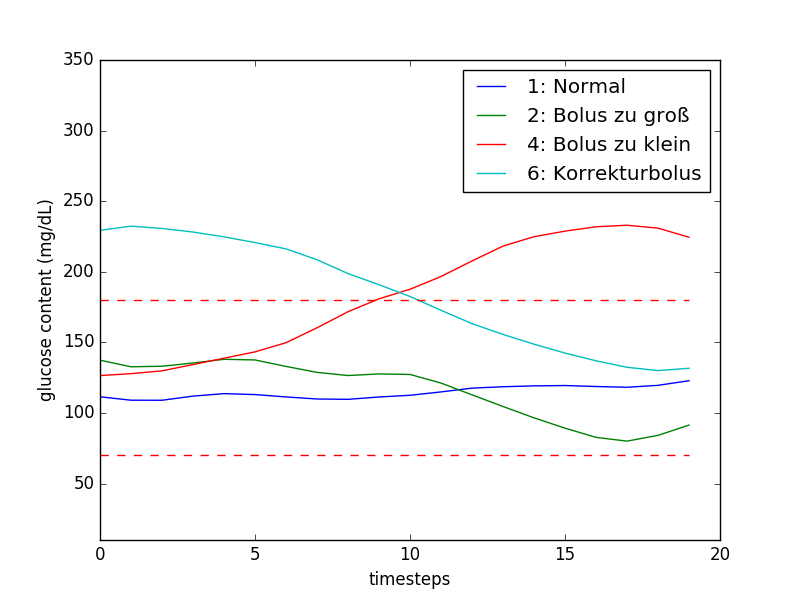 350
300
250
200
150
100
50
0 5 10 15 20
glucose content (mg/dL)
timesteps
1: Normal
2: Bolus zu groß
4: Bolus zu klein
6: Korrekturbolus